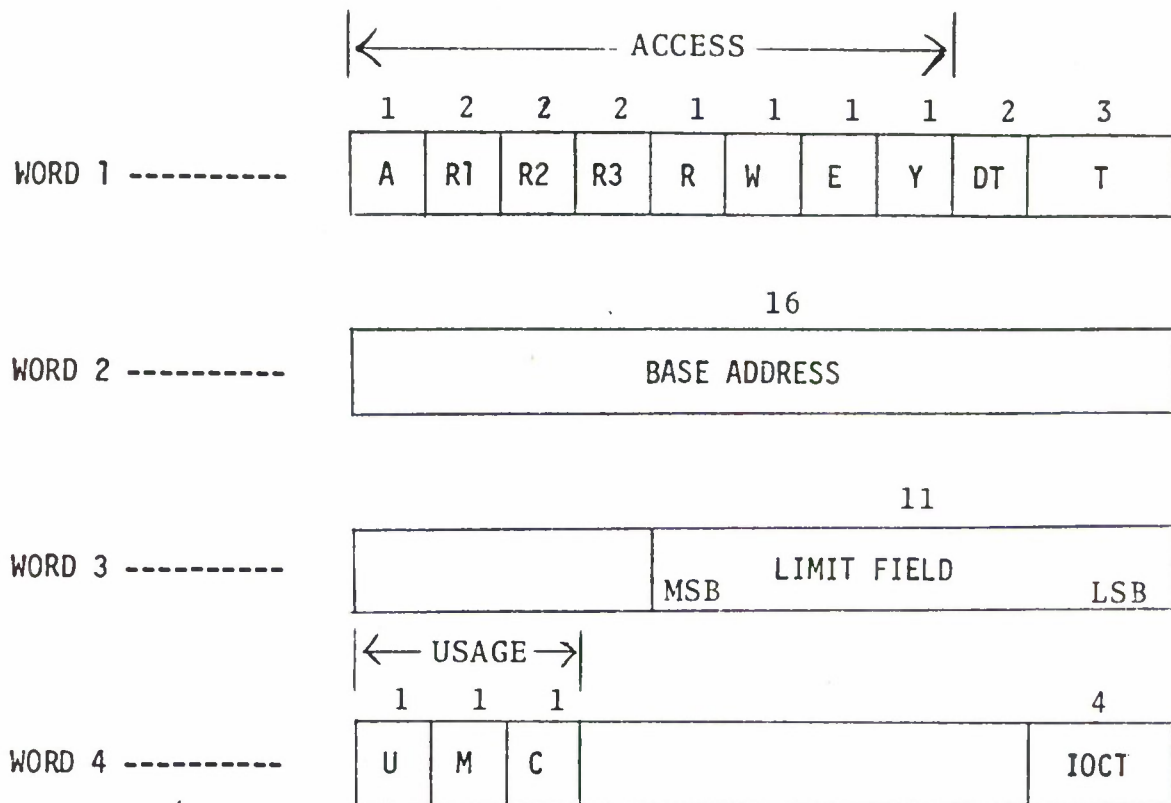 ACCESS
1 2 2 2 1 1 1 1 2 3
WORD 1 ---------- A R1 R2 R3 R W E Y DT T
16
WORD 2 ---------- BASE ADDRESS
11
WORD 3 ---------- LIMIT FIELD
MSB LSB
USAGE
1 1 1 4
WORD 4 ---------- U M C IOCT